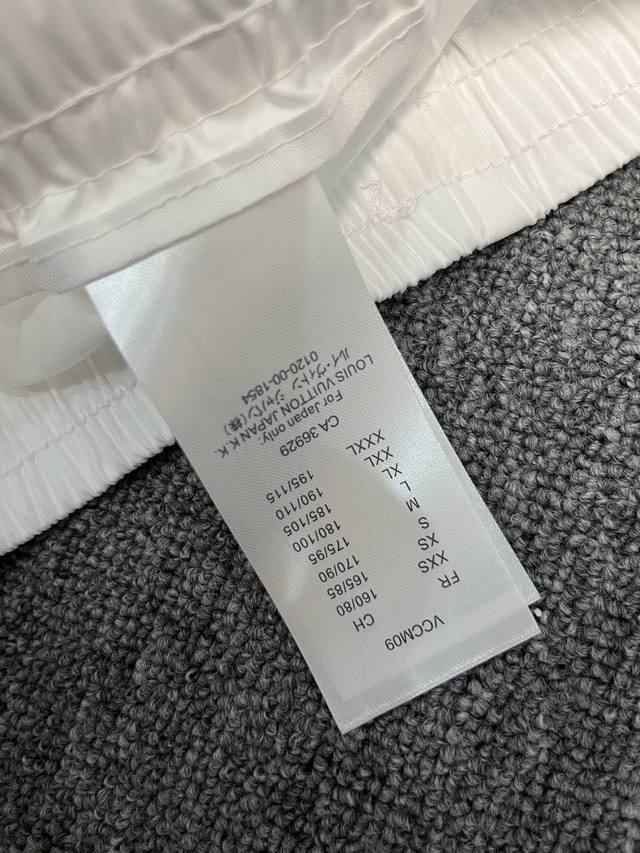 VCCM09
FR CH
XXS 160/80
XS 165/85
S 170/90
M 175/95
L 180/100
XL 185/105
XXL 190/110
XXXL 195/115
CA 36929
For Japan only:
LOUIS VUITTON JAPAN K.K.
ルイ・ヴィトン ジャパン(株)
0120-00-1854